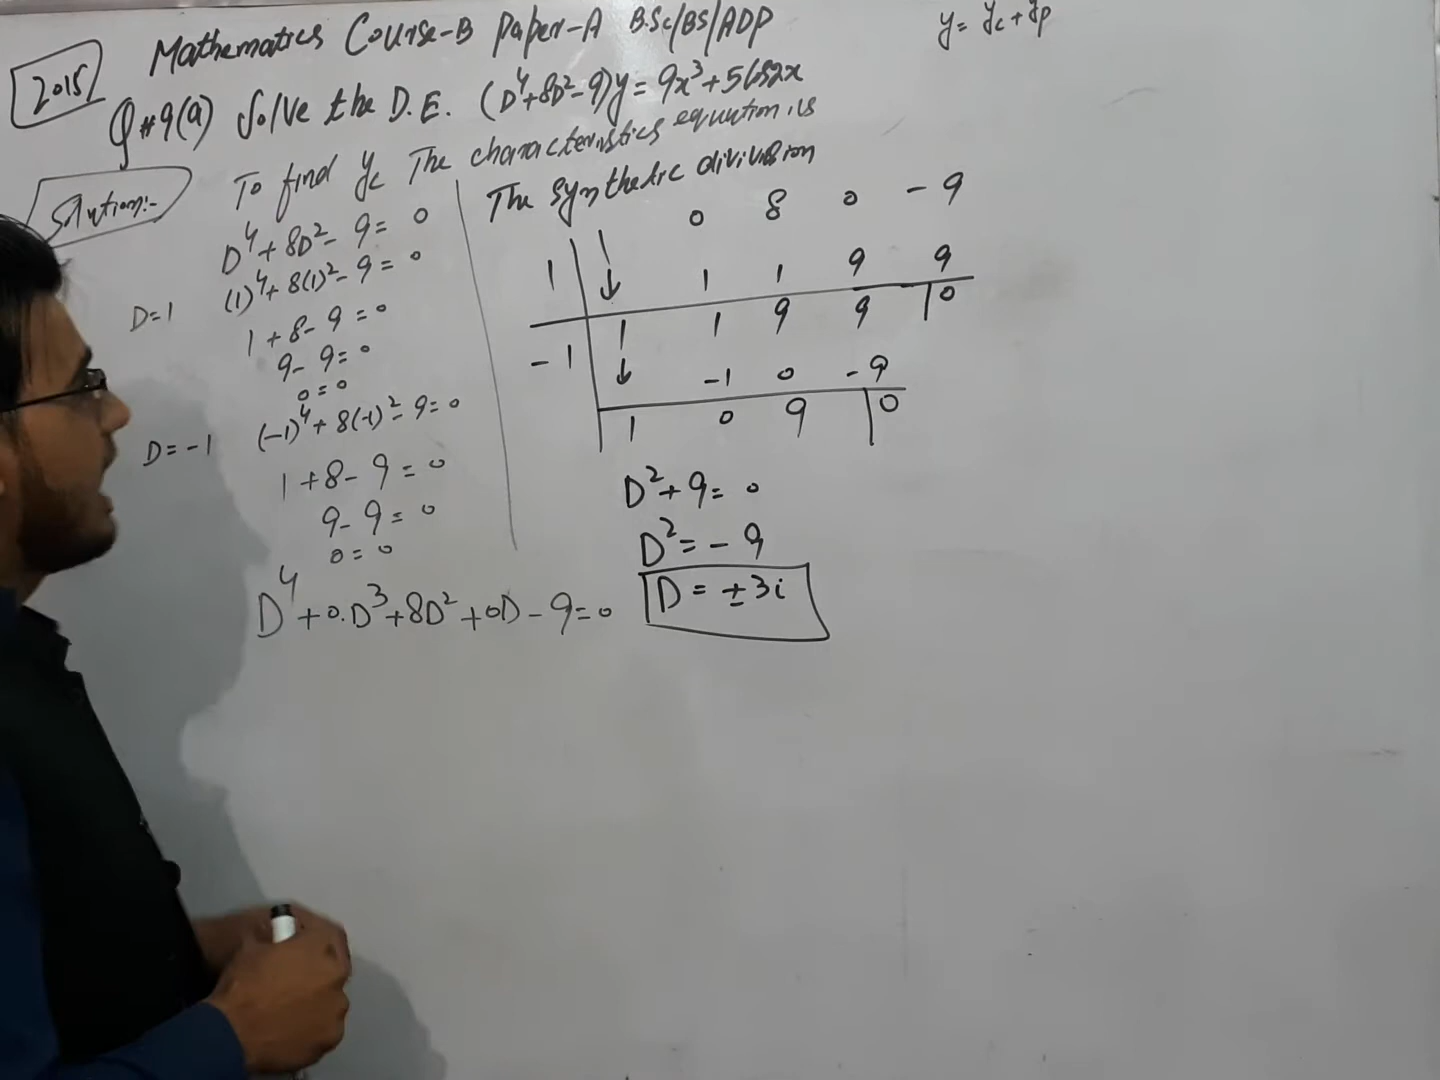 2015
Mathematics Course-B Paper-A B.Sc/BS/ADP
y = yc + yp
Q#9(a) Solve the D.E. (D⁴+8D²-9)y = 9x³+5cos2x
Solution:-
To find yc The characteristics equation is
D⁴+8D²-9=0
D=1 (1)⁴+8(1)²-9=0
1+8-9=0
9-9=0
0=0
D=-1 (-1)⁴+8(-1)²-9=0
1+8-9=0
9-9=0
0=0
D⁴+0.D³+8D²+0D-9=0
The Synthetic divivision
1 0 8 0 -9
1 ↓ 1 1 9 9
1 1 9 9 0
-1 ↓ -1 0 -9
1 0 9 0
D²+9=0
D²=-9
D=±3i